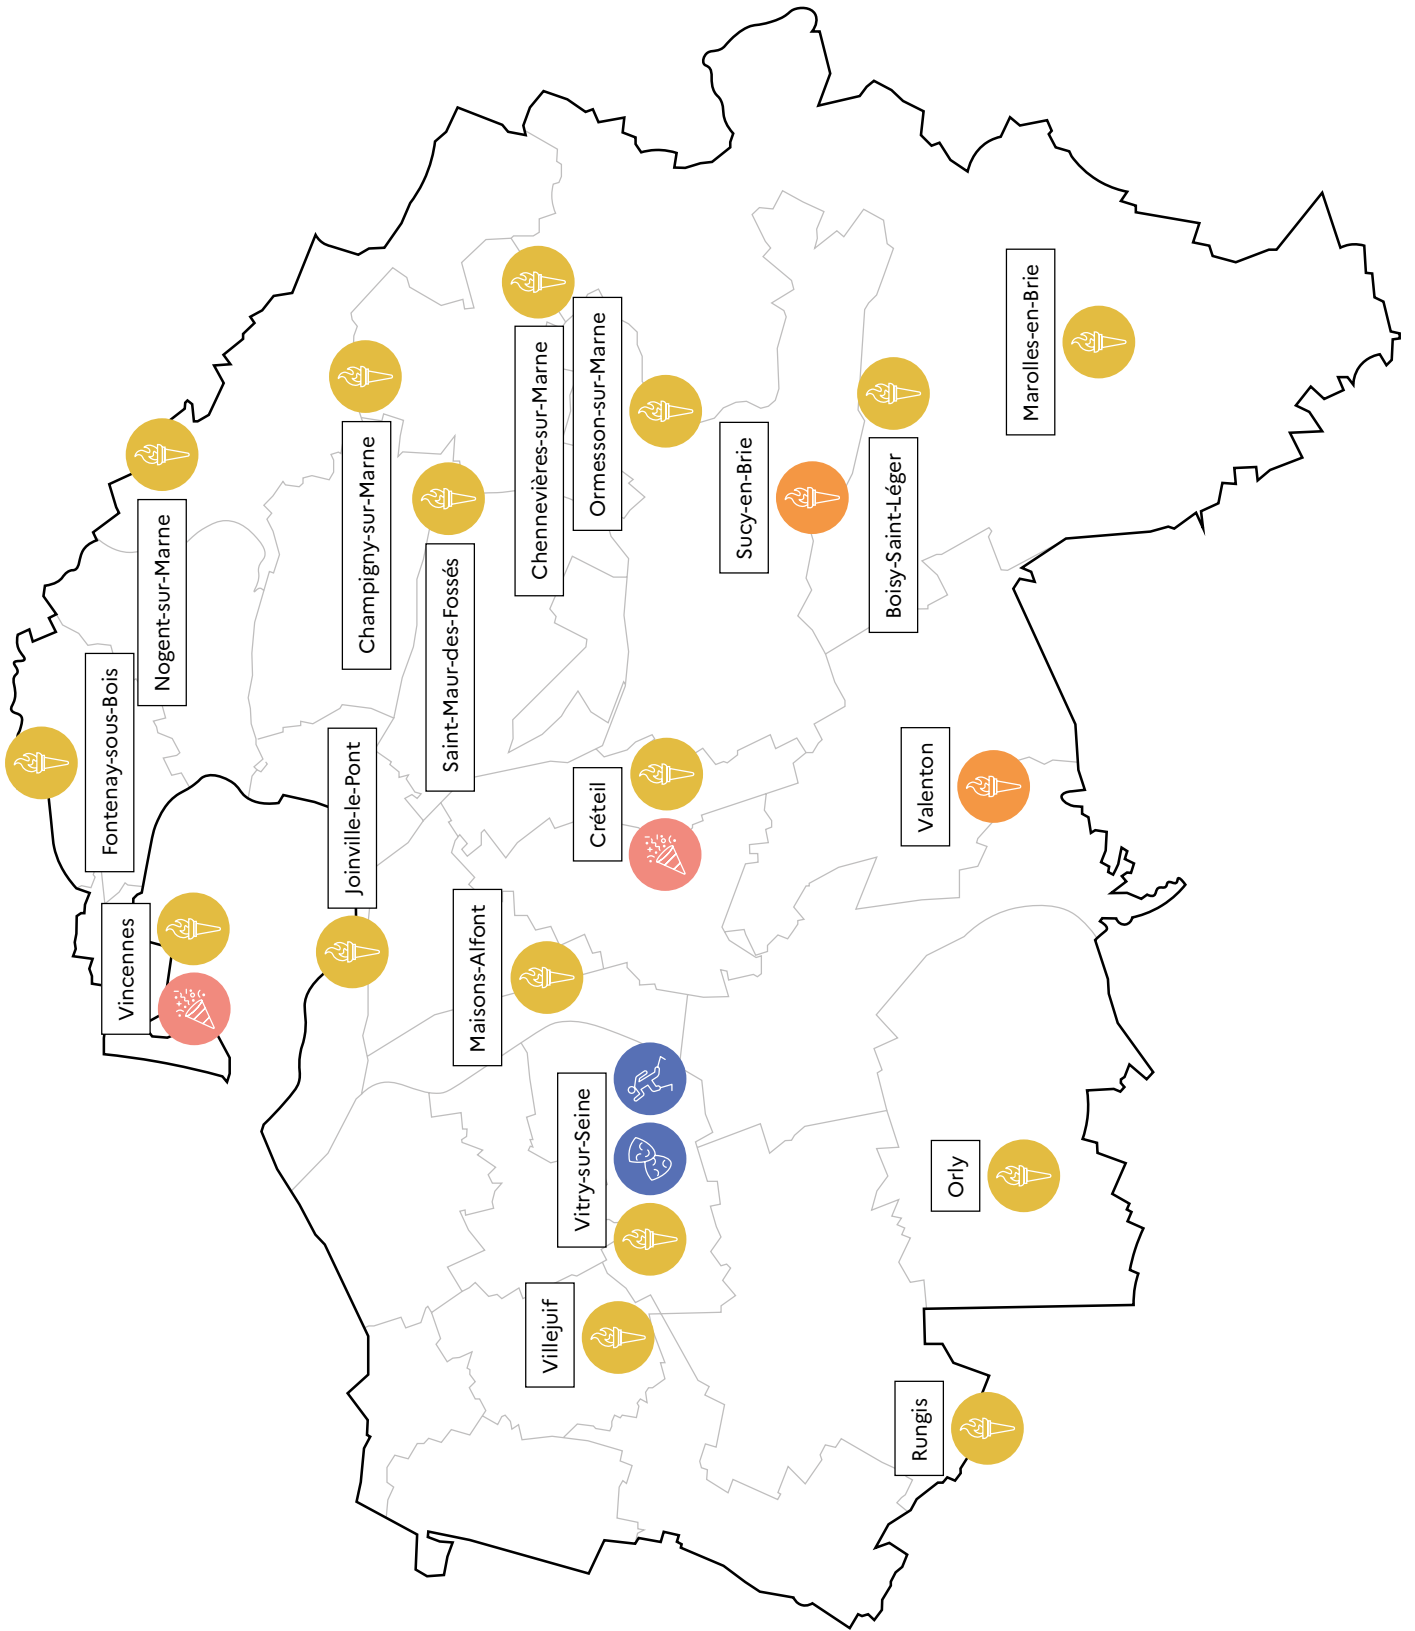 Fontenay-sous-Bois
Vincennes
Nogent-sur-Marne
Joinville-le-Pont
Champigny-sur-Marne
Saint-Maur-des-Fossés
Maisons-Alfont
Chennevières-sur-Marne
Ormesson-sur-Marne
Villejuif
Vitry-sur-Seine
Créteil
Sucy-en-Brie
Boisy-Saint-Léger
Rungis
Orly
Valenton
Marolles-en-Brie